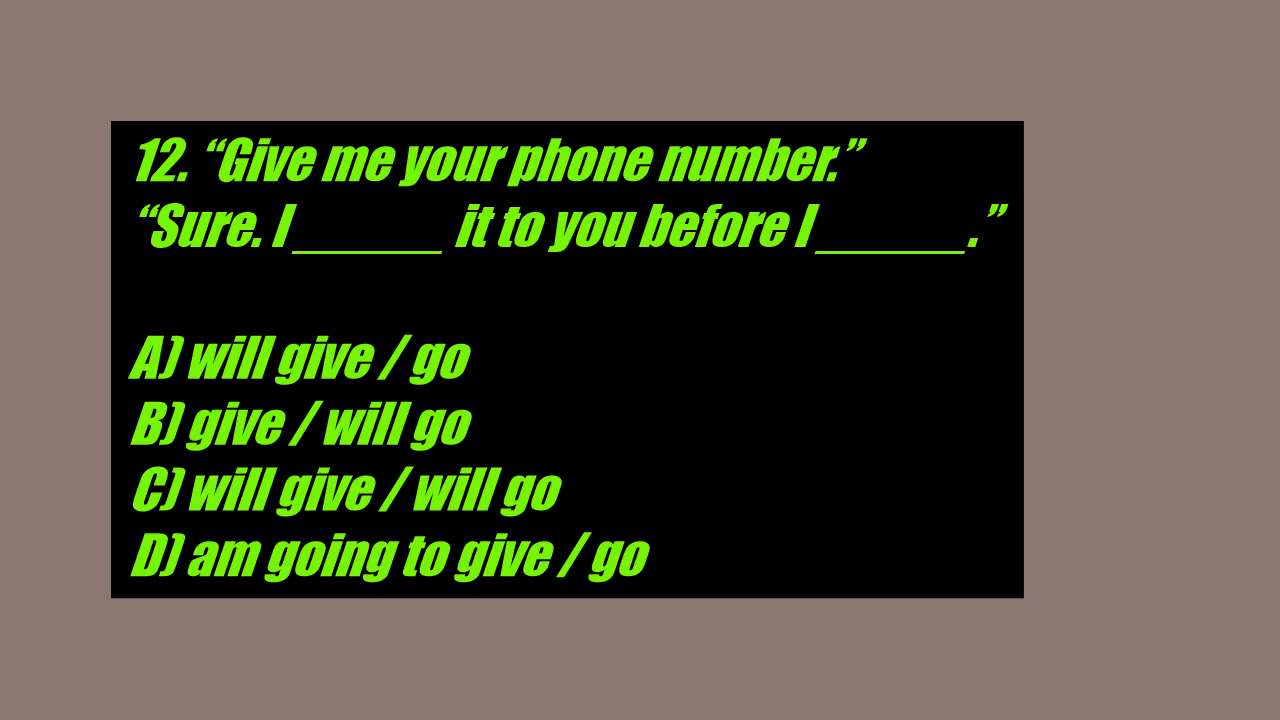 12. “Give me your phone number.”
“Sure. I _____ it to you before I _____.”
A) will give / go
B) give / will go
C) will give / will go
D) am going to give / go